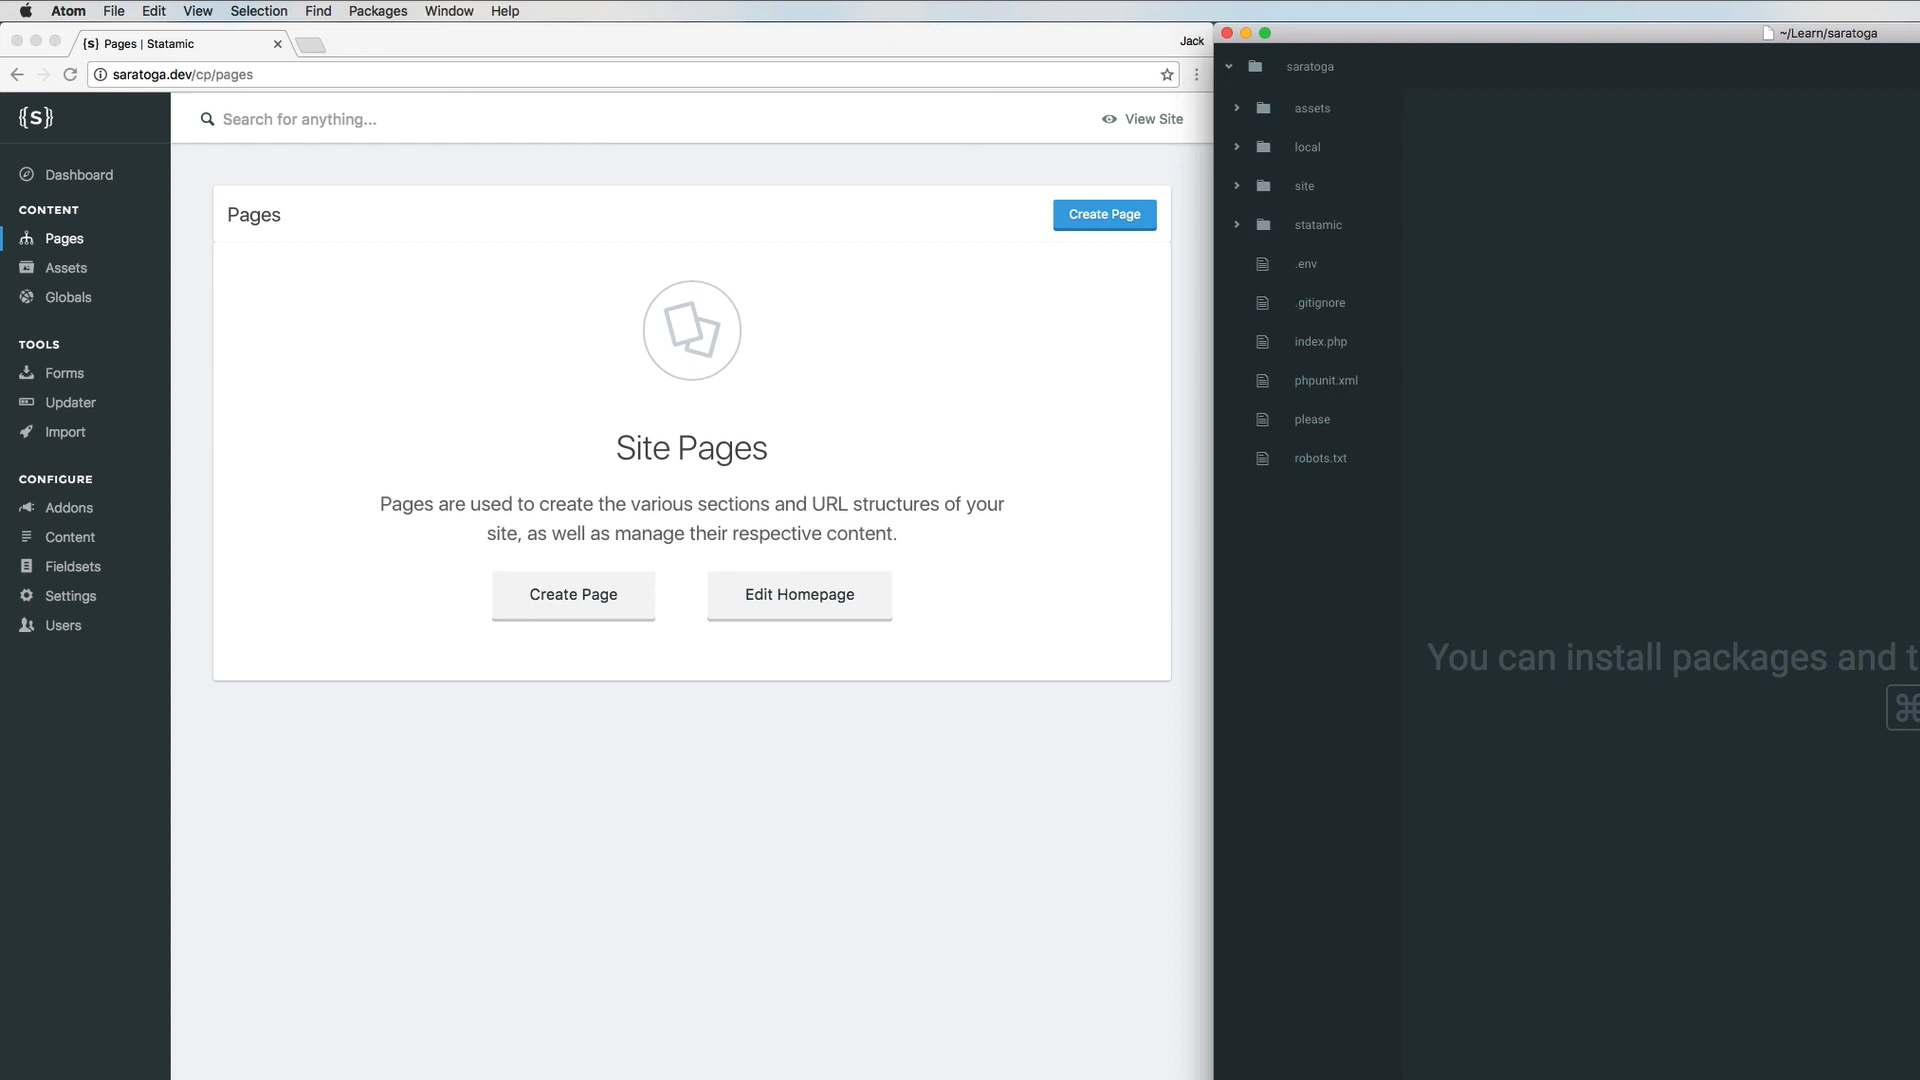 Atom File Edit View Selection Find Packages Window Help
{s} Pages | Statamic
Jack
saratoga.dev/cp/pages
{{s}}
Search for anything...
View Site
Dashboard
CONTENT
Pages
Assets
Globals
TOOLS
Forms
Updater
Import
CONFIGURE
Addons
Content
Fieldsets
Settings
Users
Pages
Create Page
Site Pages
Pages are used to create the various sections and URL structures of your
site, as well as manage their respective content.
Create Page Edit Homepage
~/Learn/saratoga
saratoga
assets
local
site
statamic
.env
.gitignore
index.php
phpunit.xml
please
robots.txt
You can install packages and t
⌘